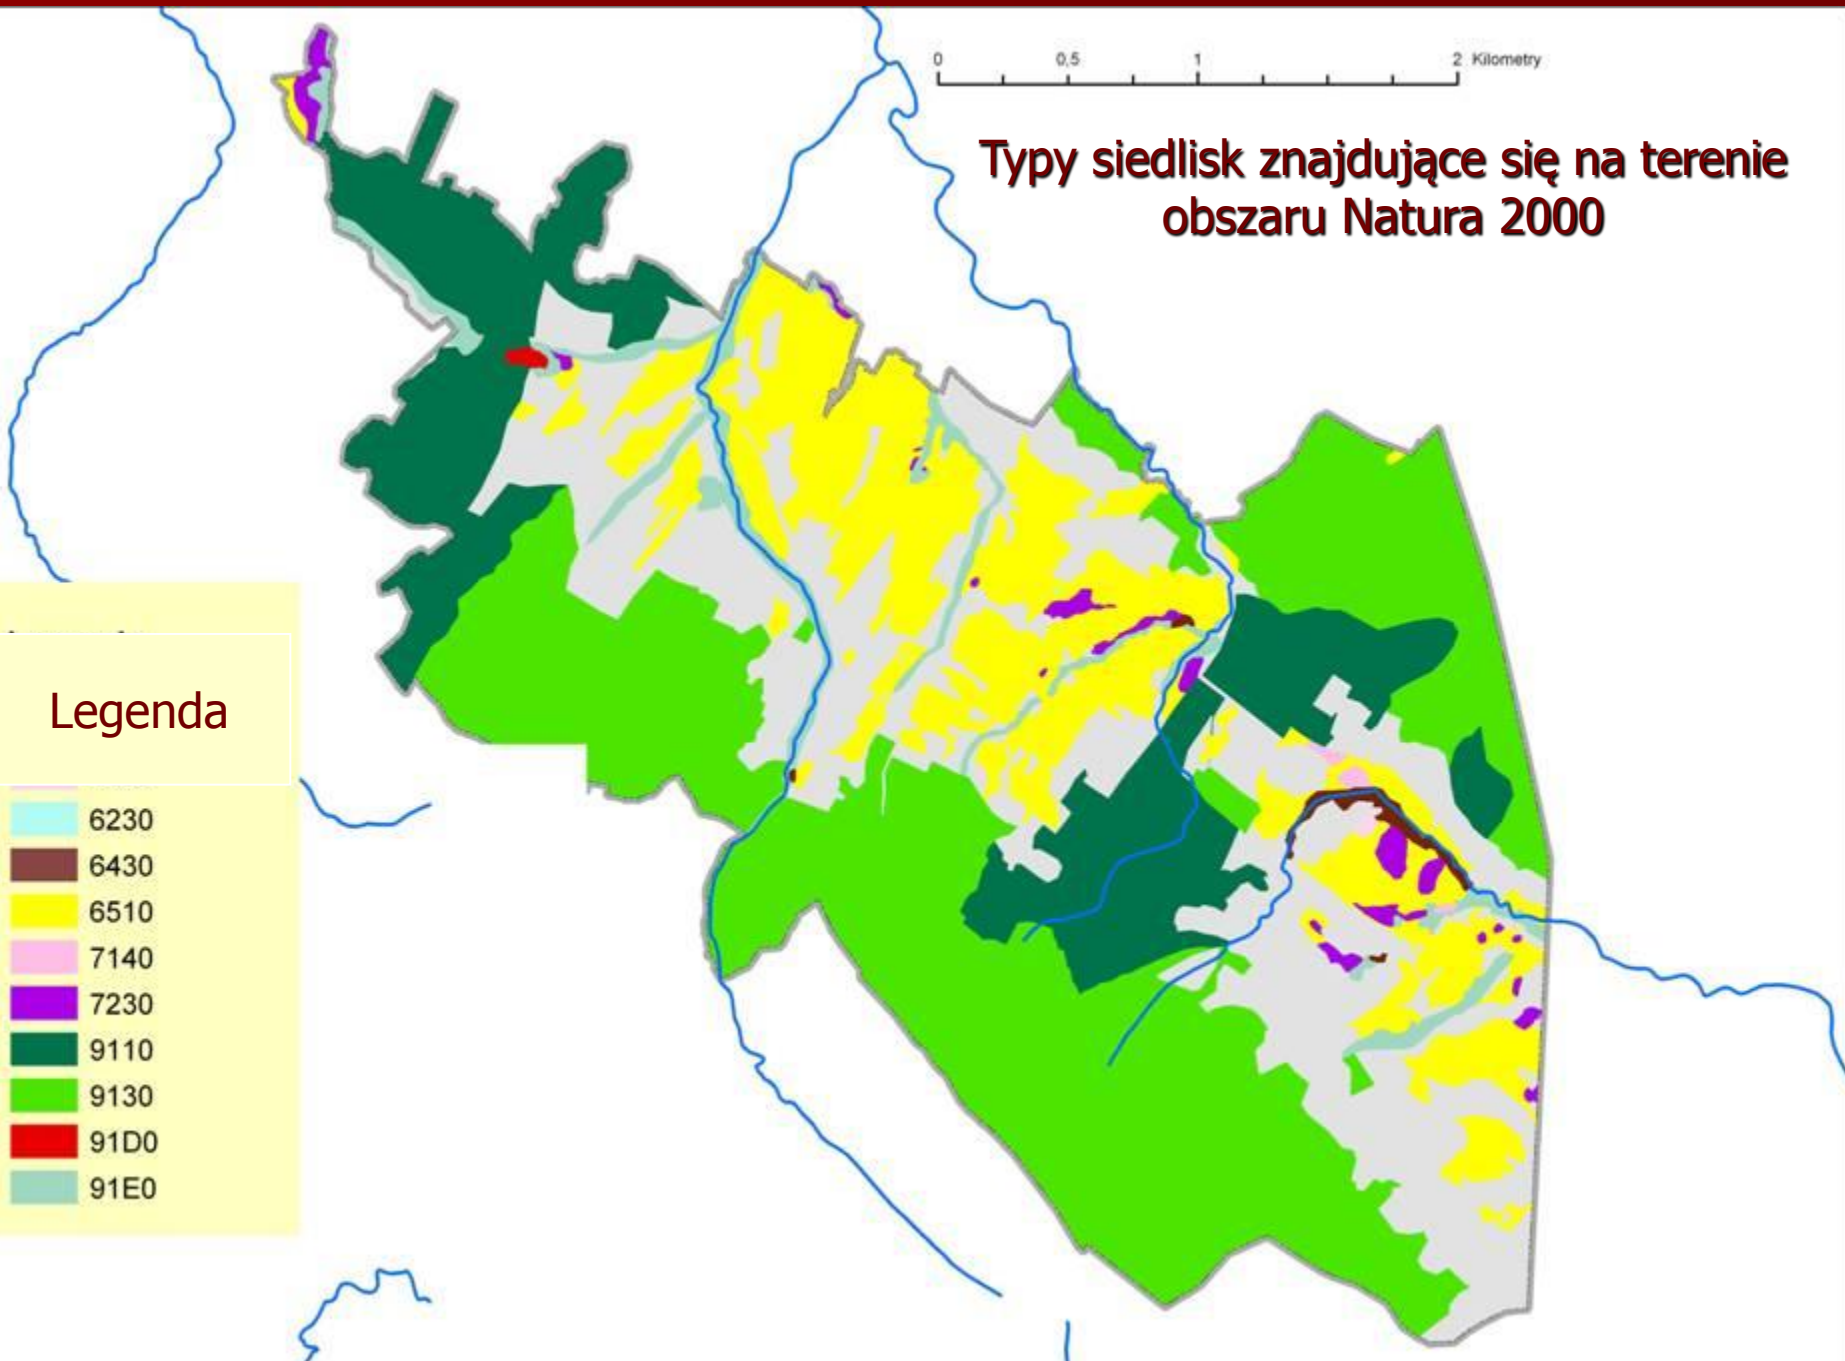 0 0,5 1 2 Kilometry
Typy siedlisk znajdujące się na terenie
obszaru Natura 2000
Legenda
6230
6430
6510
7140
7230
9110
9130
91D0
91E0